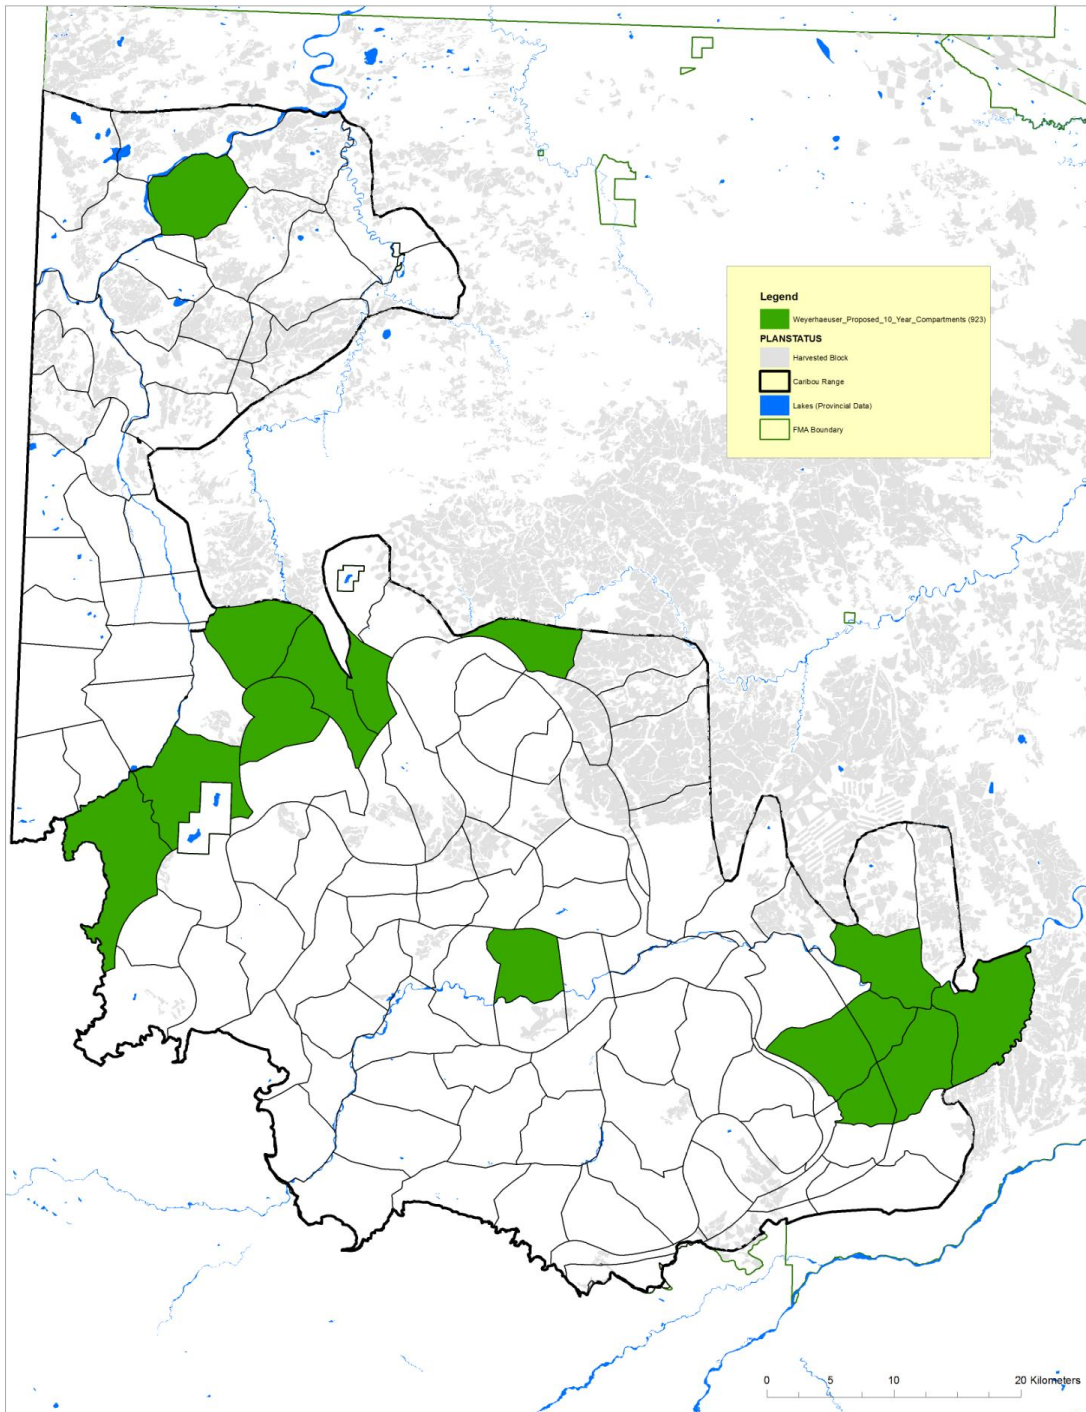 Legend
Weyerhaeuser_Proposed_10_Year_Compartments (923)
PLANSTATUS
Harvested Block
Caribou Range
Lakes (Provincial Data)
FMA Boundary
0 5 10 20 Kilometers